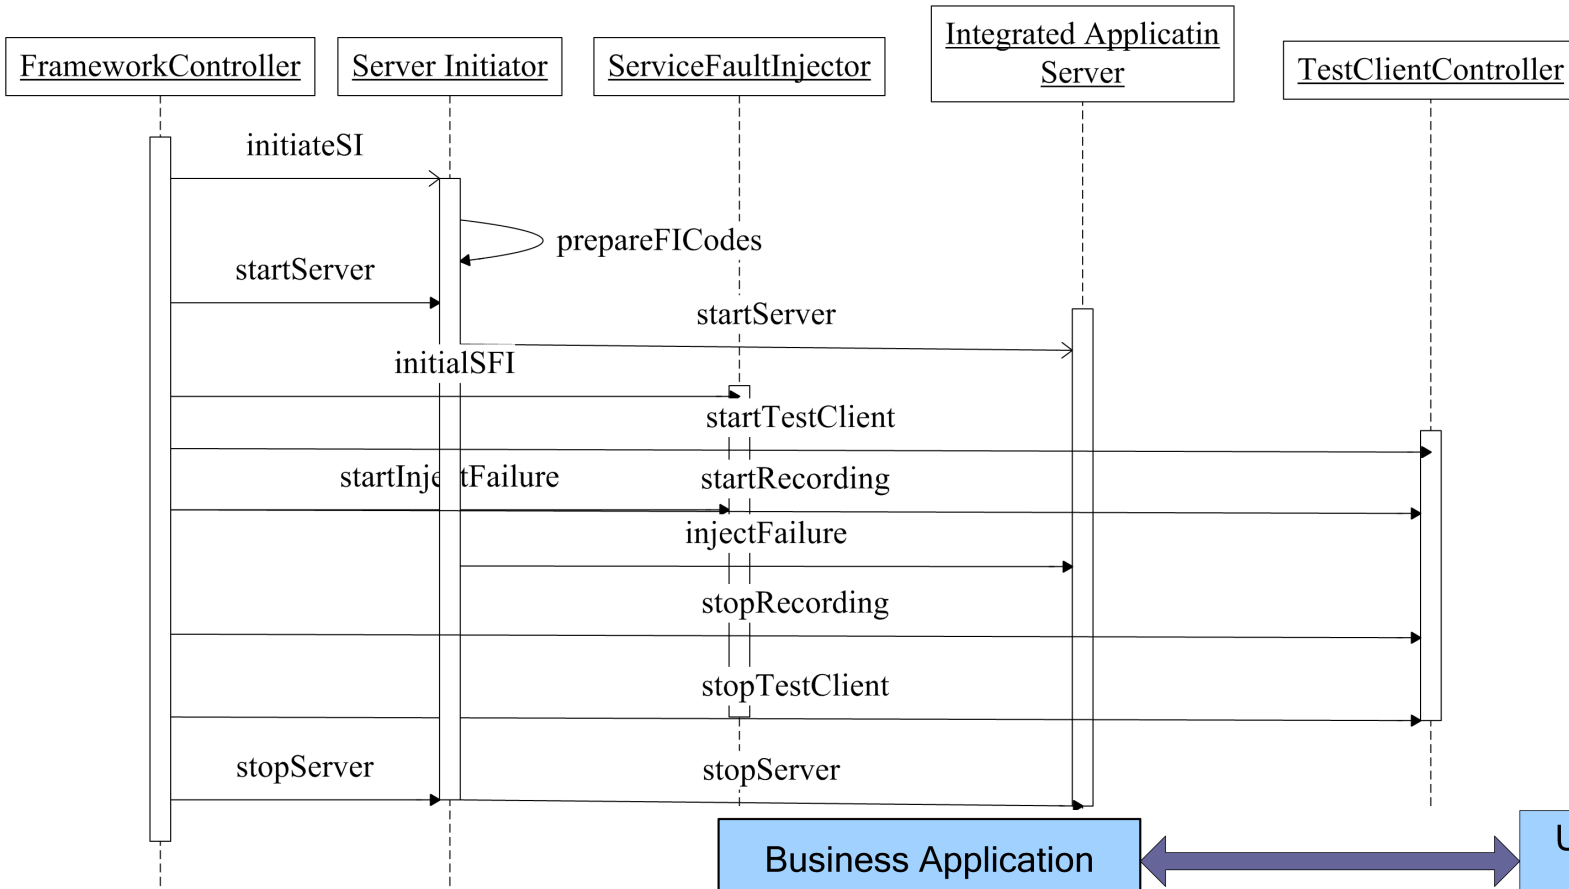 FrameworkController
Server Initiator
ServiceFaultInjector
Integrated Applicatin
Server
TestClientController
initiateSI
prepareFICodes
startServer
startServer
initialSFI
startTestClient
startInjectFailure
startRecording
injectFailure
stopRecording
stopTestClient
stopServer
stopServer
Business Application
U